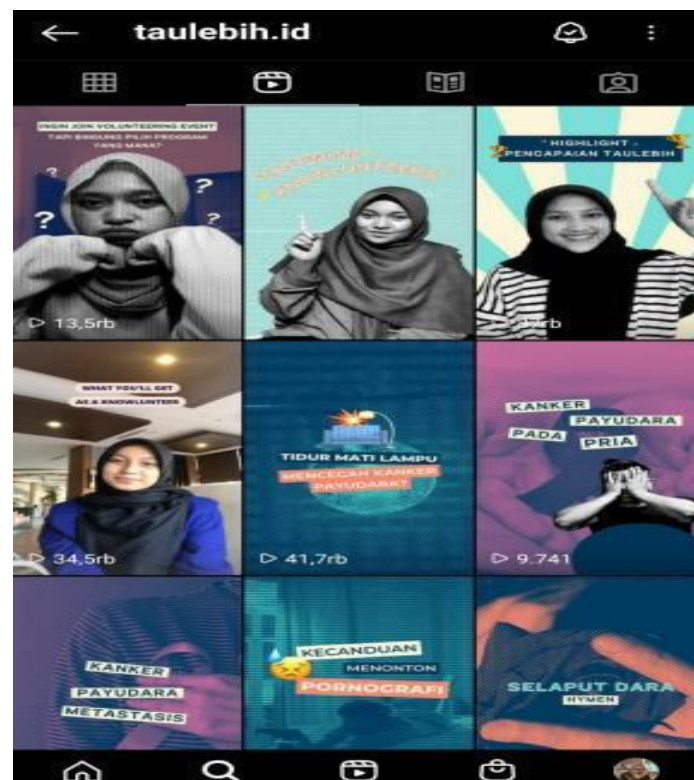 taulebih.id
INGIN JOIN VOLUNTEERING EVENT
TAPI BINGUNG PILIH PROGRAM
YANG MANA?
? ?
? ?
13,5rb
HIGHLIGHT
PENCAPAIAN TAULEBIH
WHAT YOU'LL GET
AS A KNOWLUNTEER
34,5rb
TIDUR MATI LAMPU
MENCEGAH KANKER
PAYUDARA?
41,7rb
KANKER
PAYUDARA
PADA PRIA
9.741
KANKER
PAYUDARA
METASTASIS
KECANDUAN
MENONTON
PORNOGRAFI
SELAPUT DARA
HYMEN